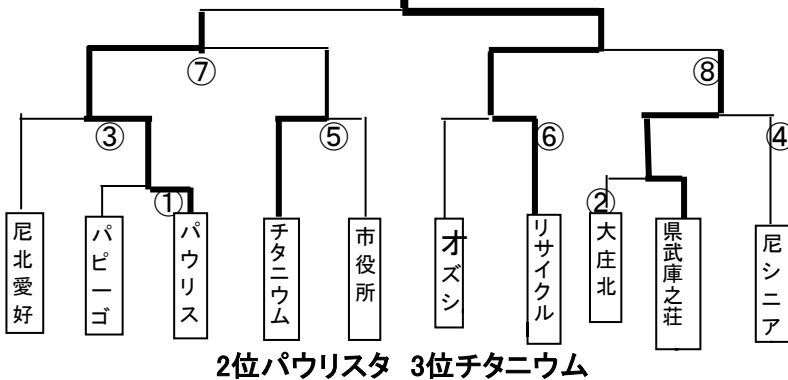 ⑦
⑧
③
⑤
⑥
④
①
②
尼北愛好
パピーゴ
パウリス
チタニウム
市役所
オズシ
リサイクル
大庄北
県武庫之荘
尼シニア
2位パウリスタ 3位チタニウム